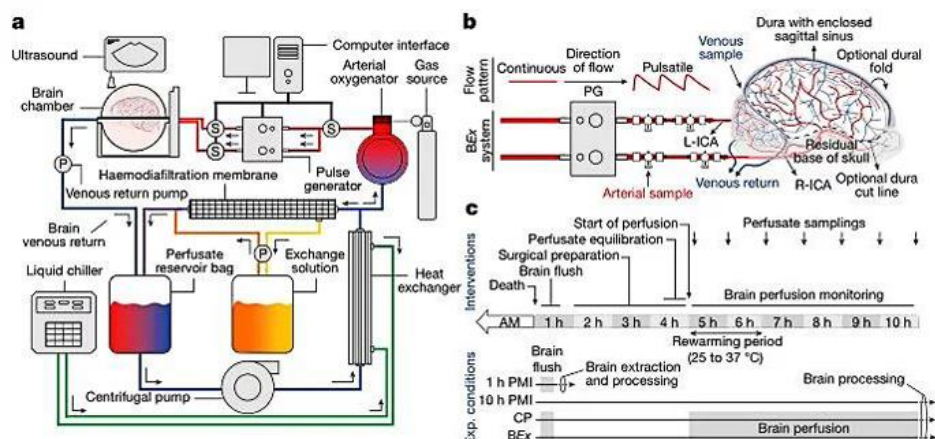 a
Ultrasound
Brain
chamber
Computer interface
Arterial
oxygenator
Gas
source
S
S
S
P
Venous return pump
Pulse
generator
Haemodiafiltration membrane
Brain
venous return
P
Liquid chiller
Perfusate
reservoir bag
Exchange
solution
Heat
exchanger
Centrifugal pump
b
Flow
pattern
Continuous
Direction
of flow
Pulsatile
Venous
sample
Dura with enclosed
sagittal sinus
Optional dural
fold
BEx
system
PG
L-ICA
Residual
base of skull
Arterial sample
Venous return
R-ICA
Optional dura
cut line
c
Interventions
Start of perfusion
Perfusate equilibration
Surgical preparation
Brain flush
Death
Perfusate samplings
Brain perfusion monitoring
AM
1 h
2 h
3 h
4 h
5 h
6 h
7 h
8 h
9 h
10 h
Rewarming period
(25 to 37 °C)
Exp. conditions
Brain
flush
Brain extraction
and processing
Brain processing
1 h PMI
10 h PMI
CP
BEx
Brain perfusion